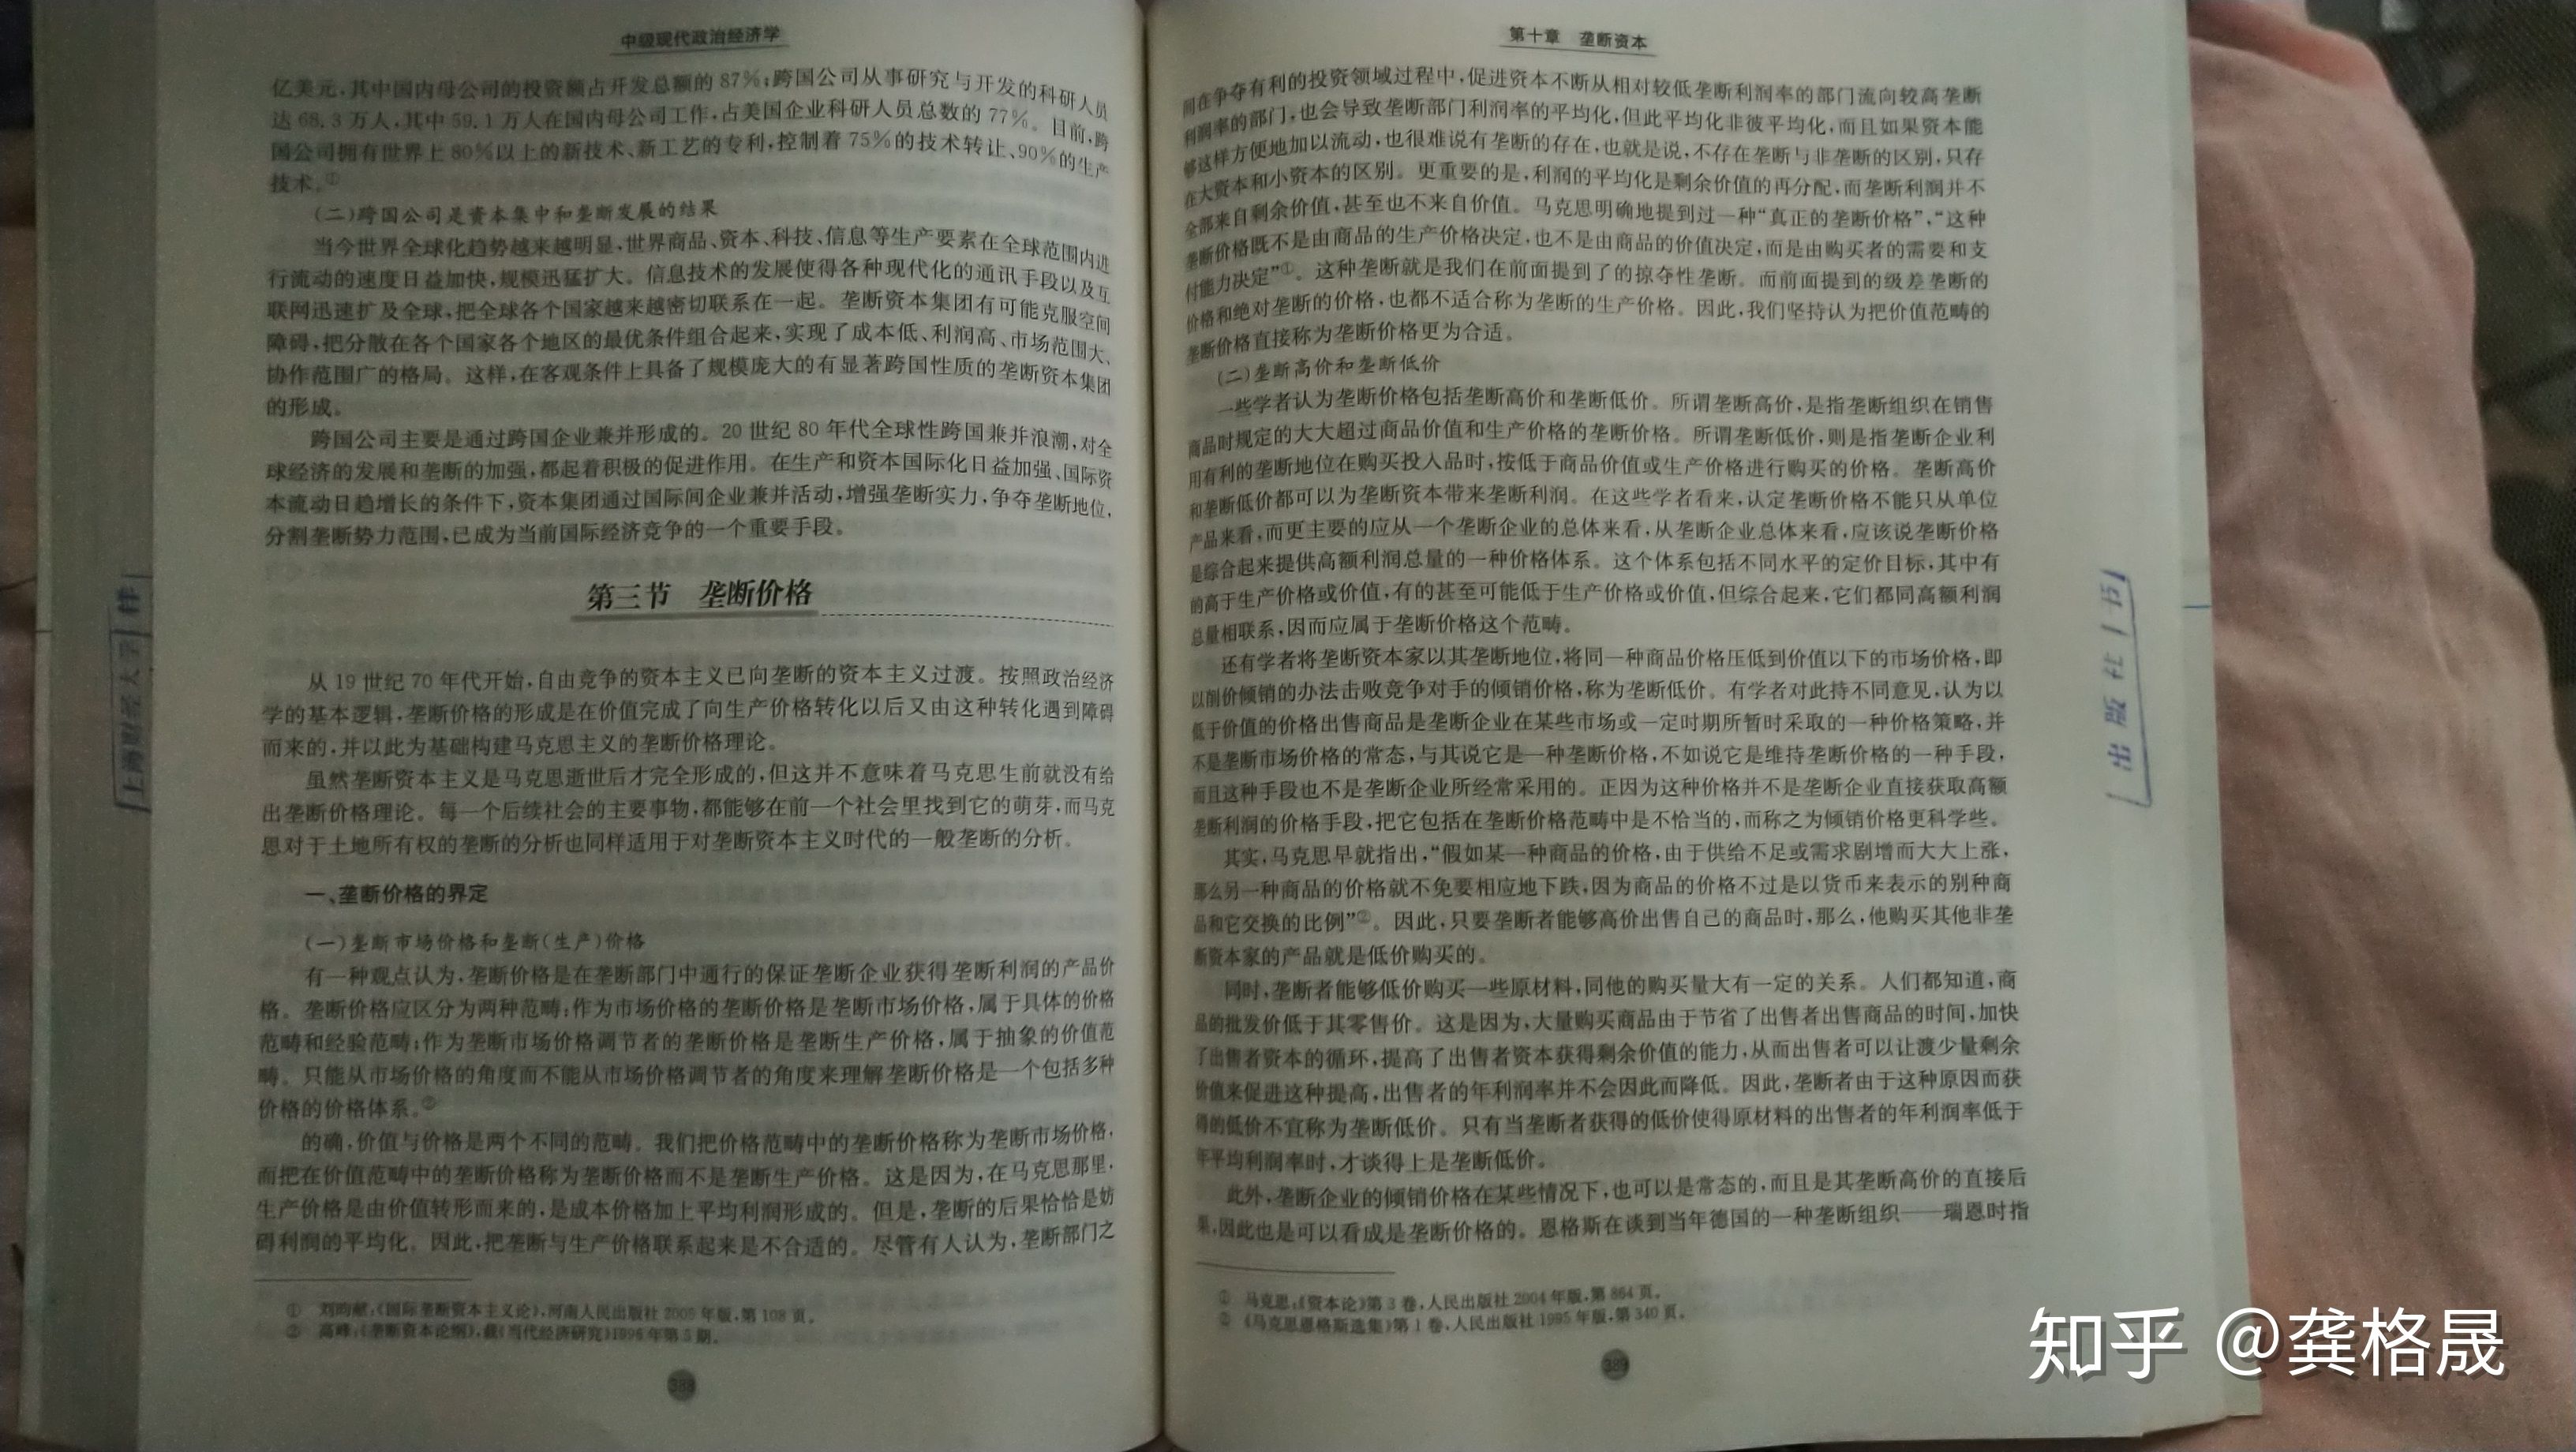 中级现代政治经济学
亿美元,其中国内母公司的投资额占开发总额的87%;跨国公司从事研究与开发的科研人员
达68.3万人,其中59.1万人在国内母公司工作,占美国企业科研人员总数的77%。目前,跨
国公司拥有世界上80%以上的新技术、新工艺的专利,控制着75%的技术转让、90%的生产
技术。①
(二)跨国公司是资本集中和垄断发展的结果
当今世界全球化趋势越来越明显,世界商品、资本、科技、信息等生产要素在全球范围内进
行流动的速度日益加快,规模迅猛扩大。信息技术的发展使得各种现代化的通讯手段以及互
联网迅速扩及全球,把全球各个国家越来越密切联系在一起。垄断资本集团有可能克服空间
障碍,把分散在各个国家各个地区的最优条件组合起来,实现了成本低、利润高、市场范围大、
协作范围广的格局。这样,在客观条件上具备了规模庞大的有显著跨国性质的垄断资本集团
的形成。
跨国公司主要是通过跨国企业兼并形成的。20世纪80年代全球性跨国兼并浪潮,对全
球经济的发展和垄断的加强,都起着积极的促进作用。在生产和资本国际化日益加强、国际资
本流动日趋增长的条件下,资本集团通过国际间企业兼并活动,增强垄断实力,争夺垄断地位,
分割垄断势力范围,已成为当前国际经济竞争的一个重要手段。
第三节 垄断价格
从19世纪70年代开始,自由竞争的资本主义已向垄断的资本主义过渡。按照政治经济
学的基本逻辑,垄断价格的形成是在价值完成了向生产价格转化以后又由这种转化遇到障碍
而来的,并以此为基础构建马克思主义的垄断价格理论。
虽然垄断资本主义是马克思逝世后才完全形成的,但这并不意味着马克思生前就没有给
出垄断价格理论。每一个后续社会的主要事物,都能够在前一个社会里找到它的萌芽,而马克
思对于土地所有权的垄断的分析也同样适用于对垄断资本主义时代的一般垄断的分析。
一、垄断价格的界定
(一)垄断市场价格和垄断(生产)价格
有一种观点认为,垄断价格是在垄断部门中通行的保证垄断企业获得垄断利润的产品价
格。垄断价格应区分为两种范畴:作为市场价格的垄断价格是垄断市场价格,属于具体的价格
范畴和经验范畴;作为垄断市场价格调节者的垄断价格是垄断生产价格,属于抽象的价值范
畴。只能从市场价格的角度而不能从市场价格调节者的角度来理解垄断价格是一个包括多种
价格的价格体系。②
的确,价值与价格是两个不同的范畴。我们把价格范畴中的垄断价格称为垄断市场价格,
而把在价值范畴中的垄断价格称为垄断价格而不是垄断生产价格。这是因为,在马克思那里,
生产价格是由价值转形而来的,是成本价格加上平均利润形成的。但是,垄断的后果恰恰是妨
碍利润的平均化。因此,把垄断与生产价格联系起来是不合适的。尽管有人认为,垄断部门之
① 刘昀献:《国际垄断资本主义论》,河南人民出版社2005年版,第108页。
② 高峰:《垄断资本论纲》,载《当代经济研究》1996年第5期。
388
第十章 垄断资本
间在争夺有利的投资领域过程中,促进资本不断从相对较低垄断利润率的部门流向较高垄断
利润率的部门,也会导致垄断部门利润率的平均化,但此平均化非彼平均化,而且如果资本能
够这样方便地加以流动,也很难说有垄断的存在,也就是说,不存在垄断与非垄断的区别,只存
在大资本和小资本的区别。更重要的是,利润的平均化是剩余价值的再分配,而垄断利润并不
全部来自剩余价值,甚至也不来自价值。马克思明确地提到过一种“真正的垄断价格”,“这种
垄断价格既不是由商品的生产价格决定,也不是由商品的价值决定,而是由购买者的需要和支
付能力决定”①。这种垄断就是我们在前面提到了的掠夺性垄断。而前面提到的级差垄断的
价格和绝对垄断的价格,也都不适合称为垄断的生产价格。因此,我们坚持认为把价值范畴的
垄断价格直接称为垄断价格更为合适。
(二)垄断高价和垄断低价
一些学者认为垄断价格包括垄断高价和垄断低价。所谓垄断高价,是指垄断组织在销售
商品时规定的大大超过商品价值和生产价格的垄断价格。所谓垄断低价,则是指垄断企业利
用有利的垄断地位在购买投入品时,按低于商品价值或生产价格进行购买的价格。垄断高价
和垄断低价都可以为垄断资本带来垄断利润。在这些学者看来,认定垄断价格不能只从单位
产品来看,而更主要的应从一个垄断企业的总体来看,从垄断企业总体来看,应该说垄断价格
是综合起来提供高额利润总量的一种价格体系。这个体系包括不同水平的定价目标,其中有
的高于生产价格或价值,有的甚至可能低于生产价格或价值,但综合起来,它们都同高额利润
总量相联系,因而应属于垄断价格这个范畴。
还有学者将垄断资本家以其垄断地位,将同一种商品价格压低到价值以下的市场价格,即
以削价倾销的办法击败竞争对手的倾销价格,称为垄断低价。有学者对此持不同意见,认为以
低于价值的价格出售商品是垄断企业在某些市场或一定时期所暂时采取的一种价格策略,并
不是垄断市场价格的常态,与其说它是一种垄断价格,不如说它是维持垄断价格的一种手段,
而且这种手段也不是垄断企业所经常采用的。正因为这种价格并不是垄断企业直接获取高额
垄断利润的价格手段,把它包括在垄断价格范畴中是不恰当的,而称之为倾销价格更科学些。
其实,马克思早就指出,“假如某一种商品的价格,由于供给不足或需求剧增而大大上涨,
那么另一种商品的价格就不免要相应地下跌,因为商品的价格不过是以货币来表示的别种商
品和它交换的比例”②。因此,只要垄断者能够高价出售自己的商品时,那么,他购买其他非垄
断资本家的产品就是低价购买的。
同时,垄断者能够低价购买一些原材料,同他的购买量大有一定的关系。人们都知道,商
品的批发价低于其零售价。这是因为,大量购买商品由于节省了出售者出售商品的时间,加快
了出售者资本的循环,提高了出售者资本获得剩余价值的能力,从而出售者可以让渡少量剩余
价值来促进这种提高,出售者的年利润率并不会因此而降低。因此,垄断者由于这种原因而获
得的低价不宜称为垄断低价。只有当垄断者获得的低价使得原材料的出售者的年利润率低于
年平均利润率时,才谈得上是垄断低价。
此外,垄断企业的倾销价格在某些情况下,也可以是常态的,而且是其垄断高价的直接后
果,因此也是可以看成是垄断价格的。恩格斯在谈到当年德国的一种垄断组织——瑞恩时指
① 马克思:《资本论》第3卷,人民出版社2004年版,第864页。
② 《马克思恩格斯选集》第1卷,人民出版社1995年版,第340页。
389
知乎 @龚格晟